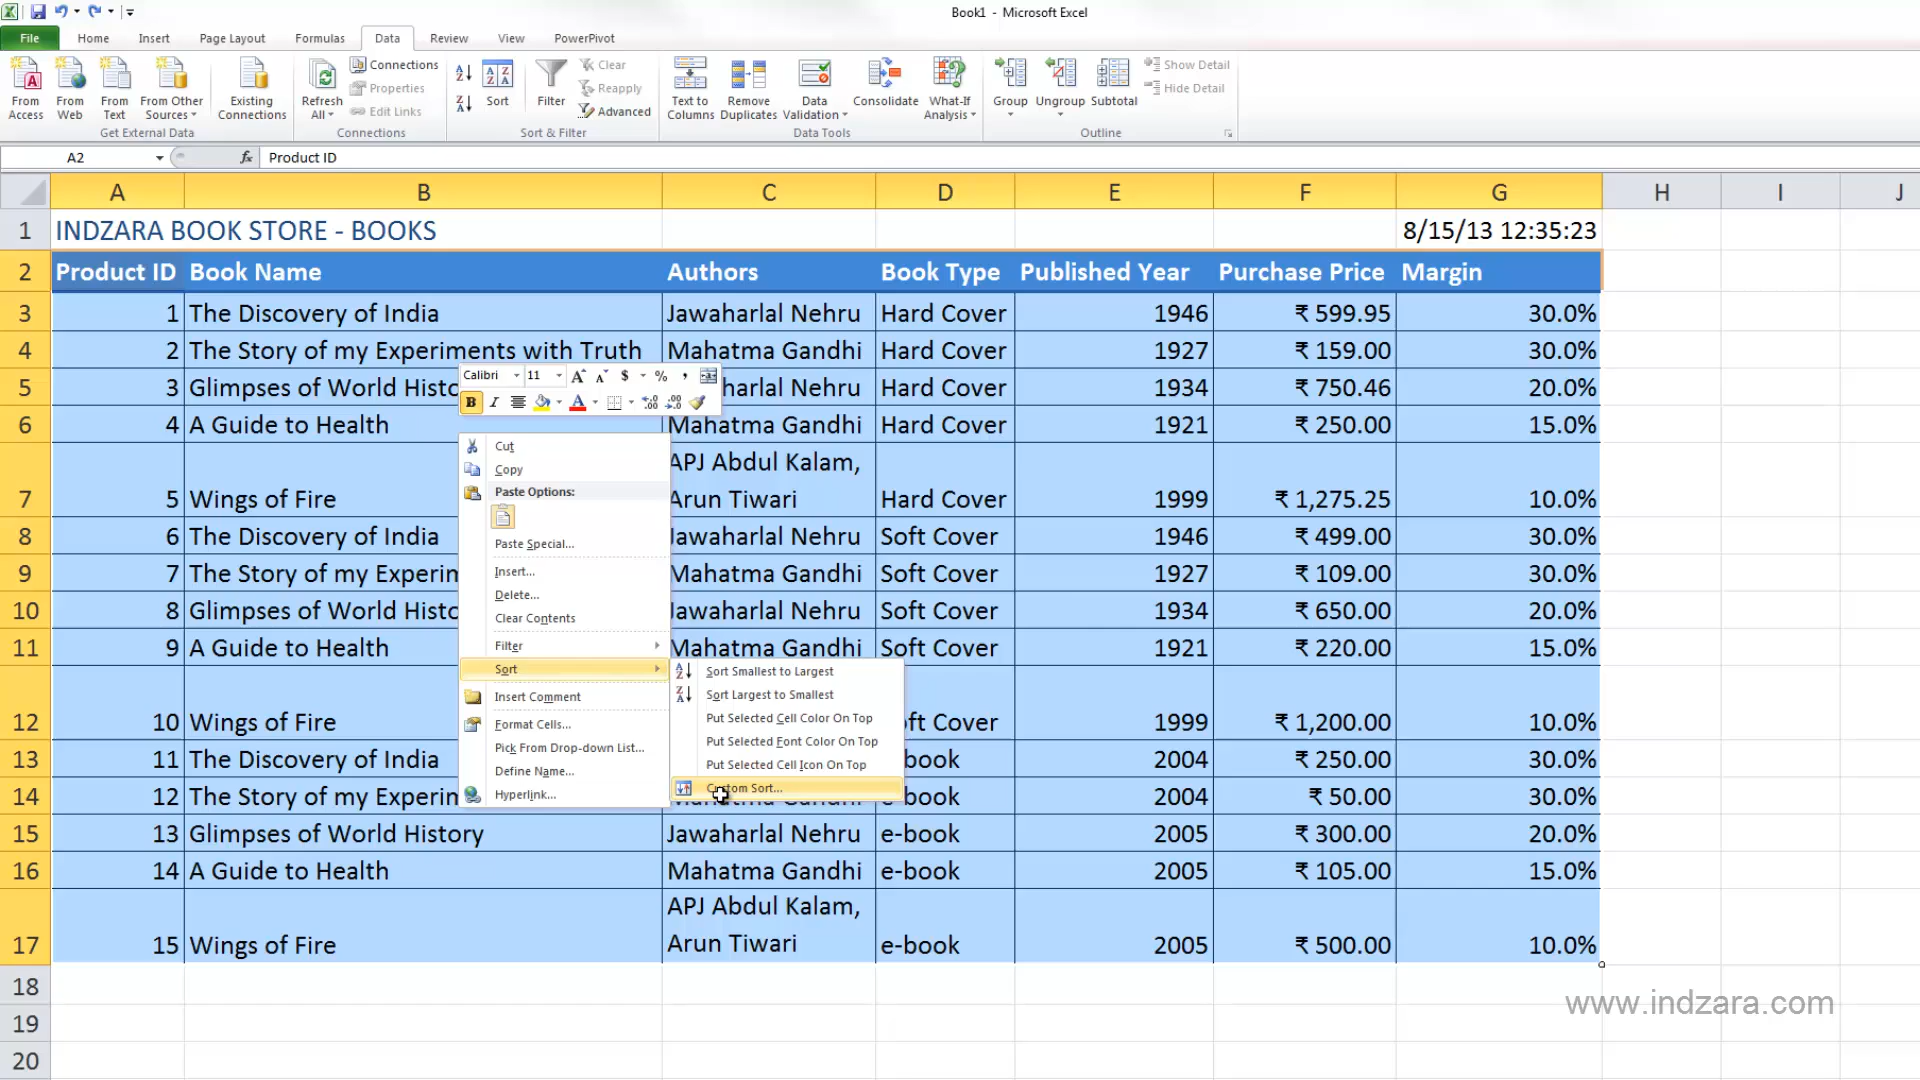 Book1 - Microsoft Excel
File Home Insert Page Layout Formulas Data Review View PowerPivot
From Access
From Web
From Text
From Other Sources
Existing Connections
Get External Data
Refresh All
Connections
Properties
Edit Links
Connections
Sort
Filter
Clear
Reapply
Advanced
Sort & Filter
Text to Columns
Remove Duplicates
Data Validation
Consolidate
What-If Analysis
Data Tools
Group
Ungroup
Subtotal
Show Detail
Hide Detail
Outline
A2 fx Product ID
A B C D E F G H I J
1 INDZARA BOOK STORE - BOOKS 8/15/13 12:35:23
2 Product ID Book Name Authors Book Type Published Year Purchase Price Margin
3 1 The Discovery of India Jawaharlal Nehru Hard Cover 1946 ₹ 599.95 30.0%
4 2 The Story of my Experiments with Truth Mahatma Gandhi Hard Cover 1927 ₹ 159.00 30.0%
5 3 Glimpses of World Histo harlal Nehru Hard Cover 1934 ₹ 750.46 20.0%
6 4 A Guide to Health Mahatma Gandhi Hard Cover 1921 ₹ 250.00 15.0%
APJ Abdul Kalam,
7 5 Wings of Fire Arun Tiwari Hard Cover 1999 ₹ 1,275.25 10.0%
8 6 The Discovery of India Jawaharlal Nehru Soft Cover 1946 ₹ 499.00 30.0%
9 7 The Story of my Experim Mahatma Gandhi Soft Cover 1927 ₹ 109.00 30.0%
10 8 Glimpses of World Histo Jawaharlal Nehru Soft Cover 1934 ₹ 650.00 20.0%
11 9 A Guide to Health Mahatma Gandhi Soft Cover 1921 ₹ 220.00 15.0%
12 10 Wings of Fire oft Cover 1999 ₹ 1,200.00 10.0%
13 11 The Discovery of India book 2004 ₹ 250.00 30.0%
14 12 The Story of my Experim Mahatma Gandhi book 2004 ₹ 50.00 30.0%
15 13 Glimpses of World History Jawaharlal Nehru e-book 2005 ₹ 300.00 20.0%
16 14 A Guide to Health Mahatma Gandhi e-book 2005 ₹ 105.00 15.0%
APJ Abdul Kalam,
17 15 Wings of Fire Arun Tiwari e-book 2005 ₹ 500.00 10.0%
18
19
20
Calibri 11 A A $ % ,
B I A .00 .00
Cut
Copy
Paste Options:
Paste Special...
Insert...
Delete...
Clear Contents
Filter
Sort
Insert Comment
Format Cells...
Pick From Drop-down List...
Define Name...
Hyperlink...
Sort Smallest to Largest
Sort Largest to Smallest
Put Selected Cell Color On Top
Put Selected Font Color On Top
Put Selected Cell Icon On Top
Custom Sort...
www.indzara.com